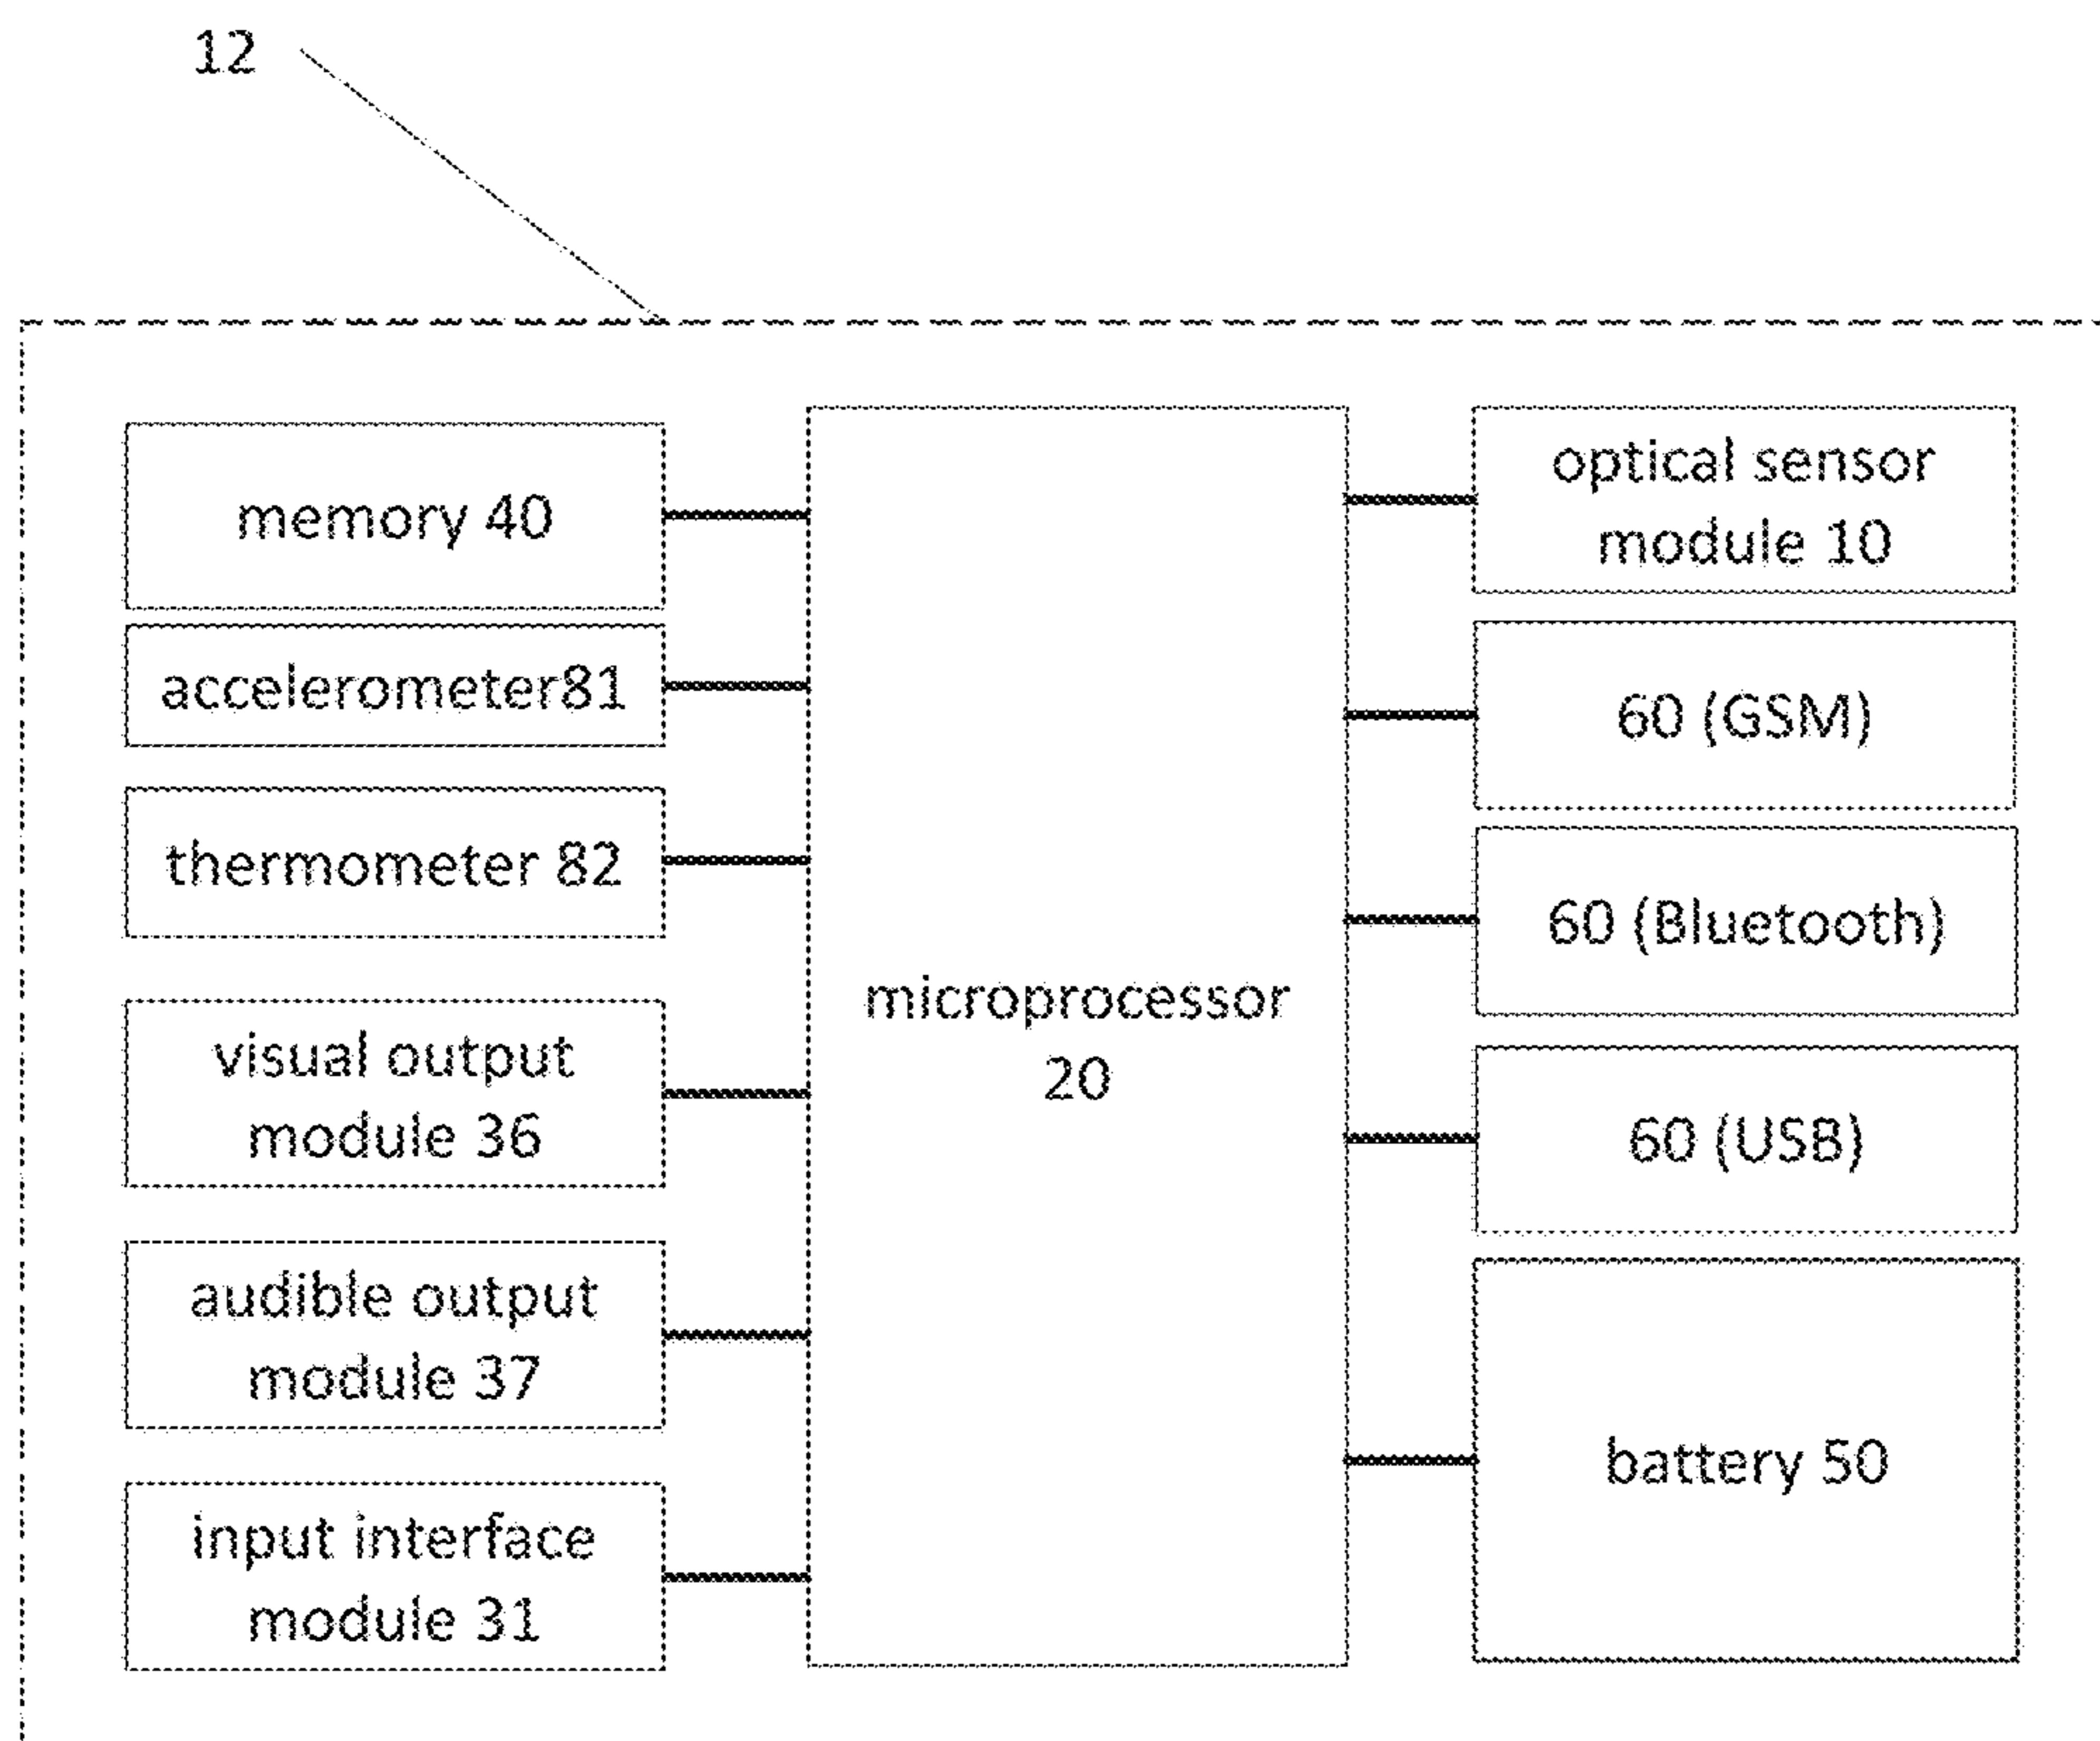 12
memory 40
accelerometer81
thermometer 82
visual output
module 36
audible output
module 37
input interface
module 31
microprocessor
20
optical sensor
module 10
60 (GSM)
60 (Bluetooth)
60 (USB)
battery 50